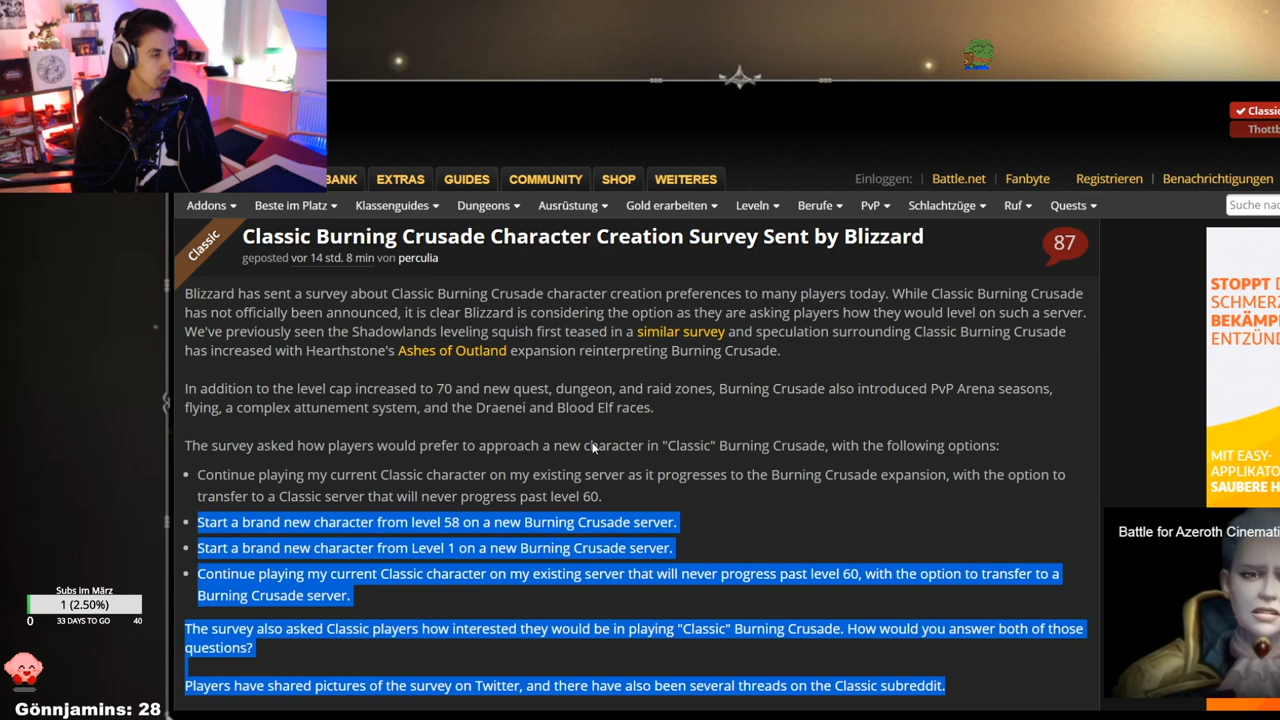 Classic
Thottb
BANK EXTRAS GUIDES COMMUNITY SHOP WEITERES
Einloggen: Battle.net Fanbyte Registrieren Benachrichtigungen
Addons Beste im Platz Klassenguides Dungeons Ausrüstung Gold erarbeiten Leveln Berufe PvP Schlachtzüge Ruf Quests
Suche nac
Classic
Classic Burning Crusade Character Creation Survey Sent by Blizzard
87
geposted vor 14 std. 8 min von perculia
Blizzard has sent a survey about Classic Burning Crusade character creation preferences to many players today. While Classic Burning Crusade
has not officially been announced, it is clear Blizzard is considering the option as they are asking players how they would level on such a server.
We've previously seen the Shadowlands leveling squish first teased in a similar survey and speculation surrounding Classic Burning Crusade
has increased with Hearthstone's Ashes of Outland expansion reinterpreting Burning Crusade.
In addition to the level cap increased to 70 and new quest, dungeon, and raid zones, Burning Crusade also introduced PvP Arena seasons,
flying, a complex attunement system, and the Draenei and Blood Elf races.
The survey asked how players would prefer to approach a new character in "Classic" Burning Crusade, with the following options:
• Continue playing my current Classic character on my existing server as it progresses to the Burning Crusade expansion, with the option to
transfer to a Classic server that will never progress past level 60.
• Start a brand new character from level 58 on a new Burning Crusade server.
• Start a brand new character from Level 1 on a new Burning Crusade server.
• Continue playing my current Classic character on my existing server that will never progress past level 60, with the option to transfer to a
Burning Crusade server.
The survey also asked Classic players how interested they would be in playing "Classic" Burning Crusade. How would you answer both of those
questions?
Players have shared pictures of the survey on Twitter, and there have also been several threads on the Classic subreddit.
STOPPT D
SCHMERZ
BEKÄMP
ENTZÜN
MIT EASY-
APPLIKATO
SAUBERE H
Battle for Azeroth Cinemati
Subs im März
1 (2.50%)
0 33 DAYS TO GO 40
Gönnjamins: 28